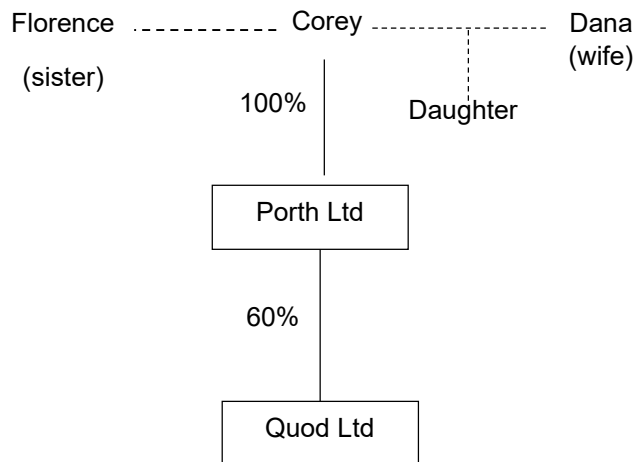 Florence
(sister)
Corey
Dana
(wife)
Daughter
100%
Porth Ltd
60%
Quod Ltd